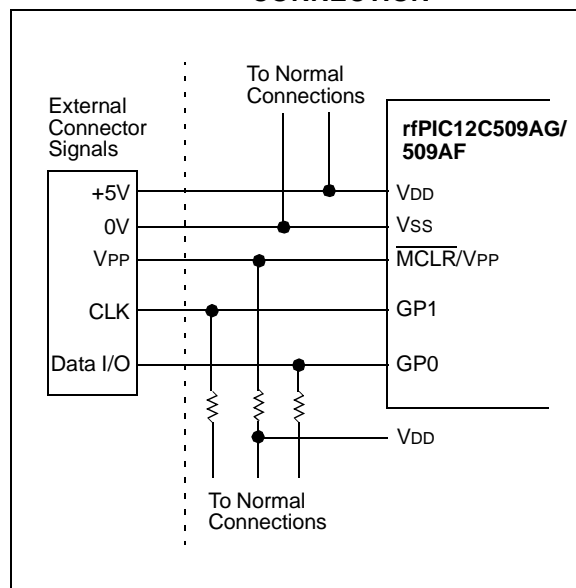 To Normal
Connections
External
Connector
Signals
rfPIC12C509AG/
509AF
+5V
VDD
0V
VSS
VPP
MCLR/VPP
CLK
GP1
Data I/O
GP0
VDD
To Normal
Connections